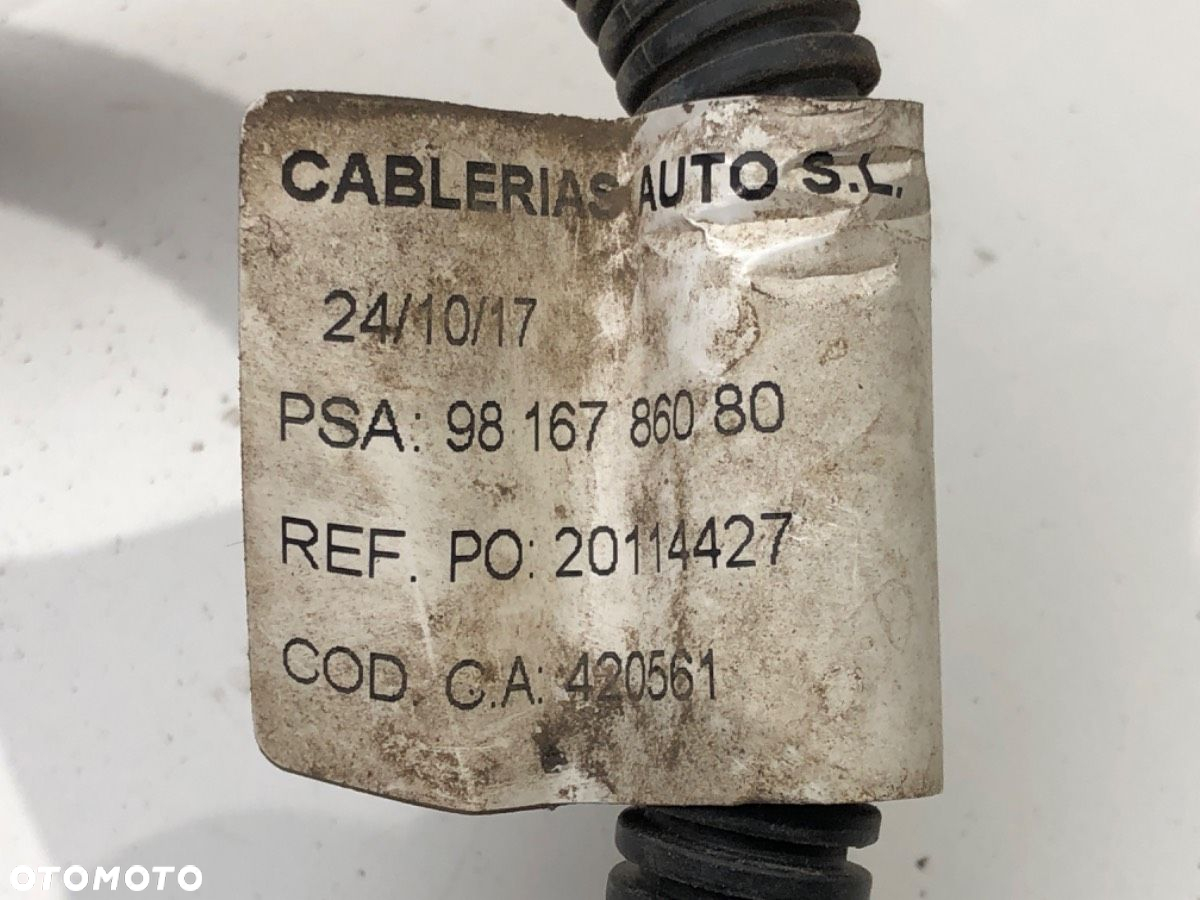 CABLERIAS AUTO S.L.
24/10/17
PSA: 98 167 860 80
REF. PO: 20114427
COD C.A: 420561
OTOMOTO